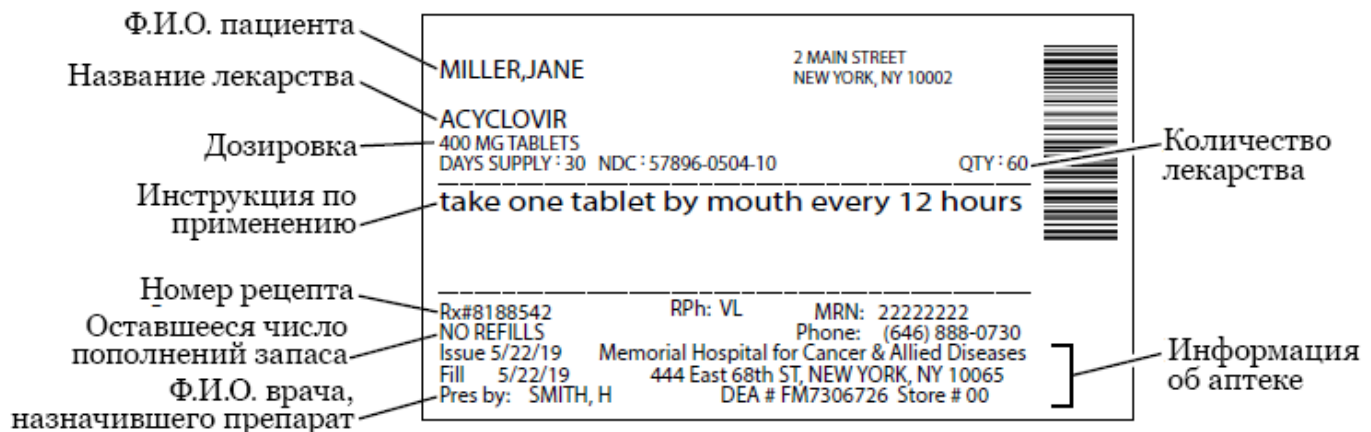 Ф.И.О. пациента
Название лекарства
Дозировка
Инструкция по
применению
Номер рецепта
Оставшееся число
пополнений запаса
Ф.И.О. врача,
назначившего препарат
MILLER,JANE
2 MAIN STREET
NEW YORK, NY 10002
ACYCLOVIR
400 MG TABLETS
DAYS SUPPLY : 30 NDC : 57896-0504-10 QTY : 60
take one tablet by mouth every 12 hours
Rx#8188542 RPh: VL MRN: 22222222
NO REFILLS Phone: (646) 888-0730
Issue 5/22/19 Memorial Hospital for Cancer & Allied Diseases
Fill 5/22/19 444 East 68th ST, NEW YORK, NY 10065
Pres by: SMITH, H DEA # FM7306726 Store # 00
Количество
лекарства
Информация
об аптеке